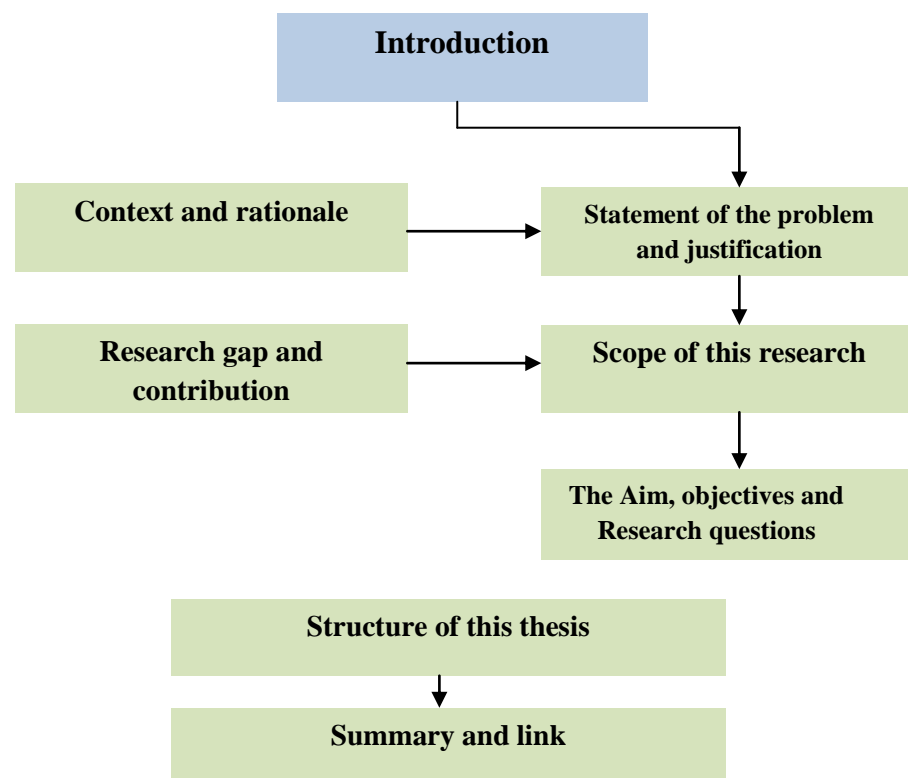 Introduction
Context and rationale
Statement of the problem
and justification
Research gap and
contribution
Scope of this research
The Aim, objectives and
Research questions
Structure of this thesis
Summary and link